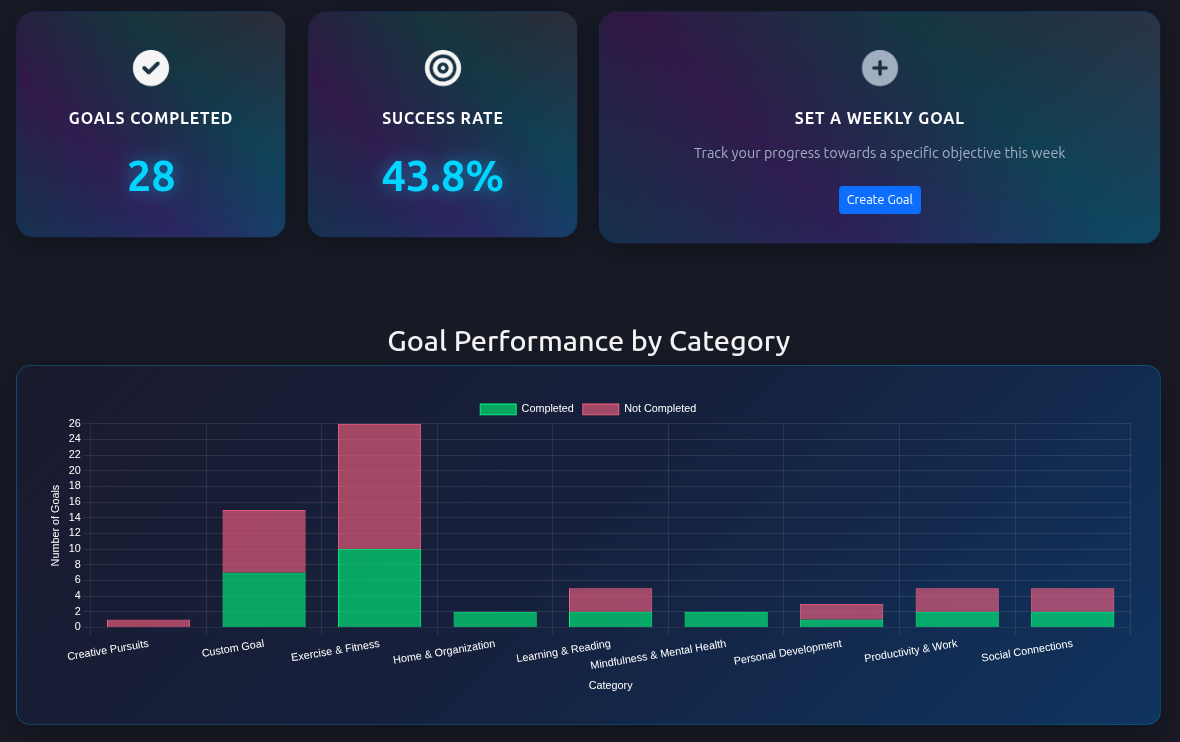 GOALS COMPLETED
28
SUCCESS RATE
43.8%
SET A WEEKLY GOAL
Track your progress towards a specific objective this week
Create Goal
Goal Performance by Category
Completed
Not Completed
Number of Goals
26
24
22
20
18
16
14
12
10
8
6
4
2
0
Creative Pursuits
Custom Goal
Exercise & Fitness
Home & Organization
Learning & Reading
Mindfulness & Mental Health
Personal Development
Productivity & Work
Social Connections
Category